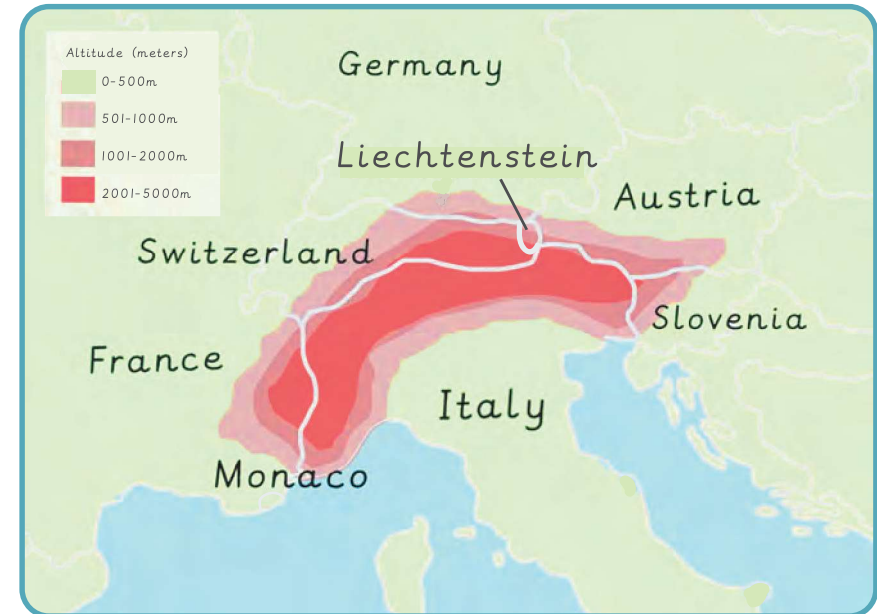 Altitude (meters)
0-500m
501-1000m
1001-2000m
2001-5000m
Germany
Liechtenstein
Austria
Switzerland
Slovenia
France
Italy
Monaco